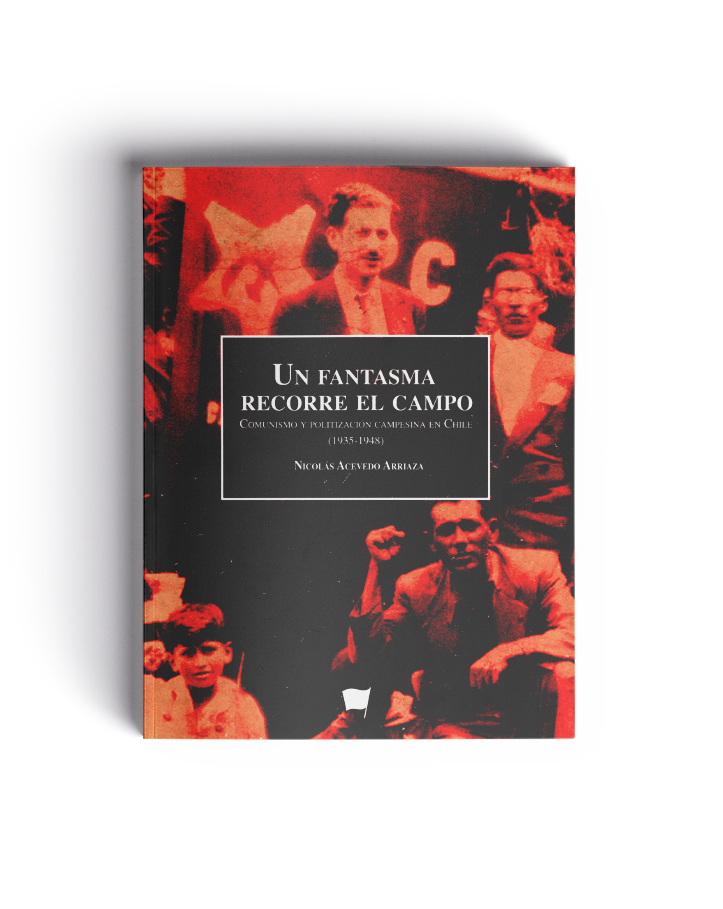 C
UN FANTASMA
RECORRE EL CAMPO
COMUNISMO Y POLITIZACIÓN CAMPESINA EN CHILE
(1935-1948)
NICOLÁS ACEVEDO ARRIAZA